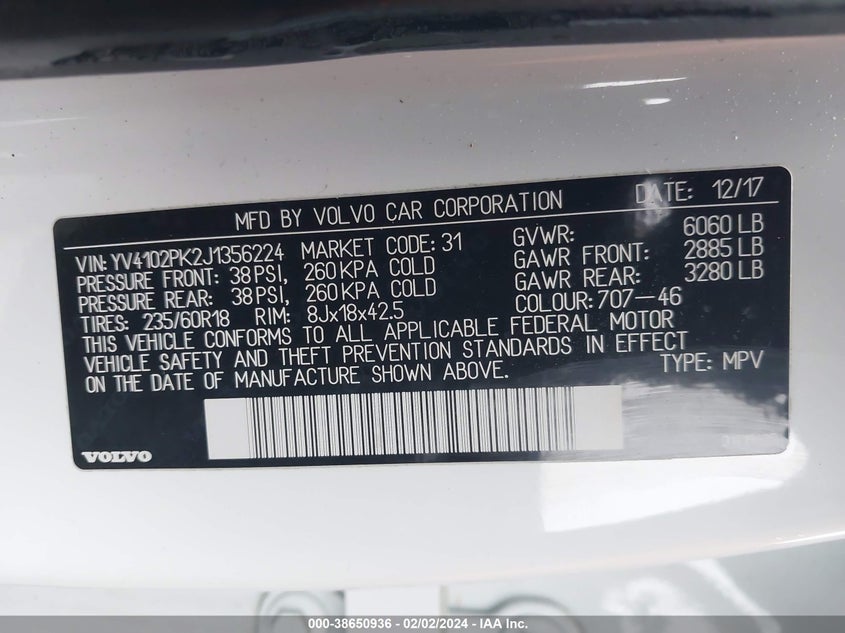 MFD BY VOLVO CAR CORPORATION DATE: 12/17
VIN: YV4102PK2J1356224 MARKET CODE: 31 GVWR: 6060 LB
PRESSURE FRONT: 38 PSI, 260 KPA COLD GAWR FRONT: 2885 LB
PRESSURE REAR: 38 PSI, 260 KPA COLD GAWR REAR: 3280 LB
TIRES: 235/60R18 RIM: 8Jx18x42.5 COLOUR: 707-46
THIS VEHICLE CONFORMS TO ALL APPLICABLE FEDERAL MOTOR
VEHICLE SAFETY AND THEFT PREVENTION STANDARDS IN EFFECT
ON THE DATE OF MANUFACTURE SHOWN ABOVE. TYPE: MPV
VOLVO
000-38650936 - 02/02/2024 - IAA Inc.